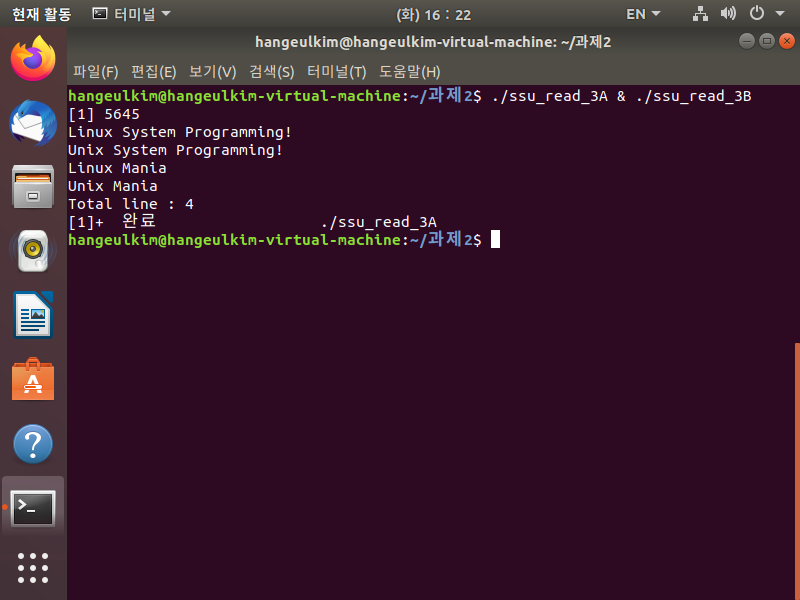 현재 활동 터미널 (화) 16 : 22 EN
hangeulkim@hangeulkim-virtual-machine: ~/과제2
파일(F) 편집(E) 보기(V) 검색(S) 터미널(T) 도움말(H)
hangeulkim@hangeulkim-virtual-machine:~/과제2$ ./ssu_read_3A & ./ssu_read_3B
[1] 5645
Linux System Programming!
Unix System Programming!
Linux Mania
Unix Mania
Total line : 4
[1]+  완료                  ./ssu_read_3A
hangeulkim@hangeulkim-virtual-machine:~/과제2$